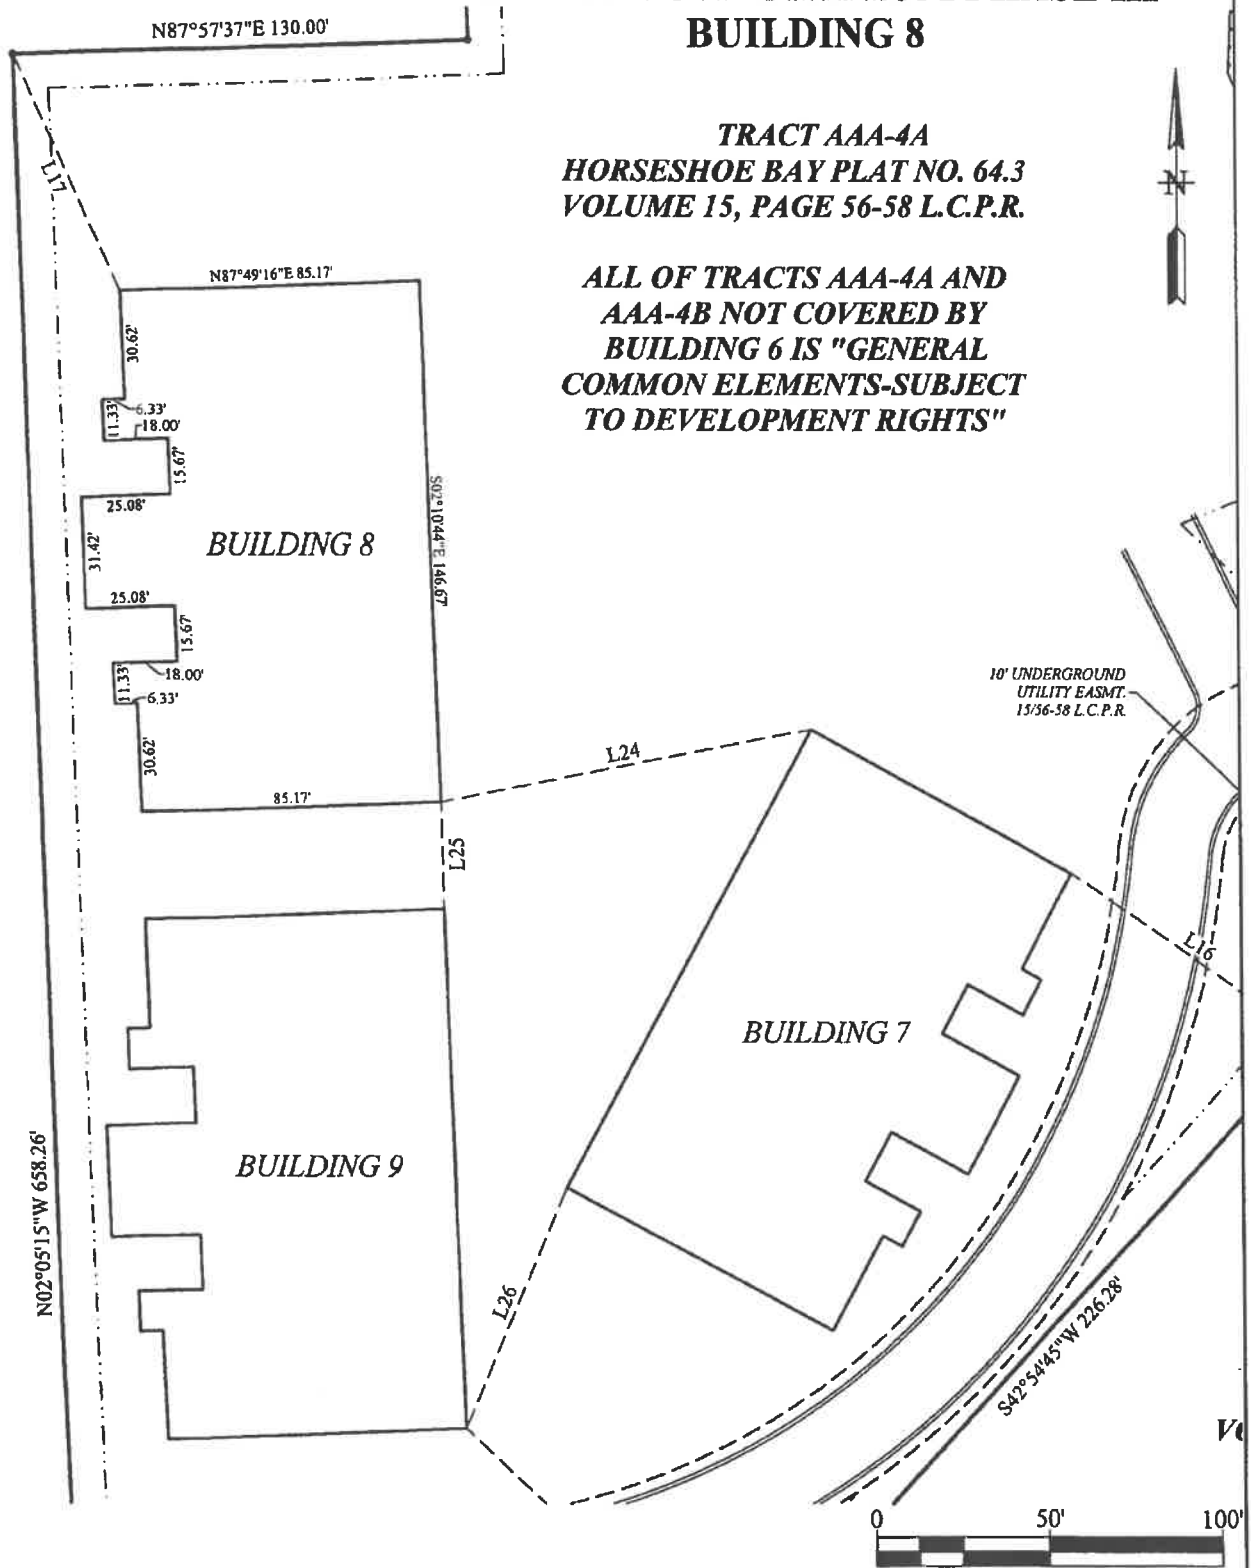 BUILDING 8
N87°57'37"E 130.00'
TRACT AAA-4A
HORSESHOE BAY PLAT NO. 64.3
VOLUME 15, PAGE 56-58 L.C.P.R.
N
L17
ALL OF TRACTS AAA-4A AND
AAA-4B NOT COVERED BY
BUILDING 6 IS "GENERAL
COMMON ELEMENTS-SUBJECT
TO DEVELOPMENT RIGHTS"
N87°49'16"E 85.17'
30.62'
11.33'
6.33'
18.00'
15.67'
25.08'
31.42'
BUILDING 8
S02°10'44"E 146.67'
25.08'
15.67'
18.00'
11.33'
6.33'
30.62'
85.17'
10' UNDERGROUND
UTILITY EASMT.
15/56-58 L.C.P.R.
L24
L25
L16
BUILDING 7
BUILDING 9
N02°05'15"W 658.26'
L26
S42°54'45"W 226.28'
0 50' 100'